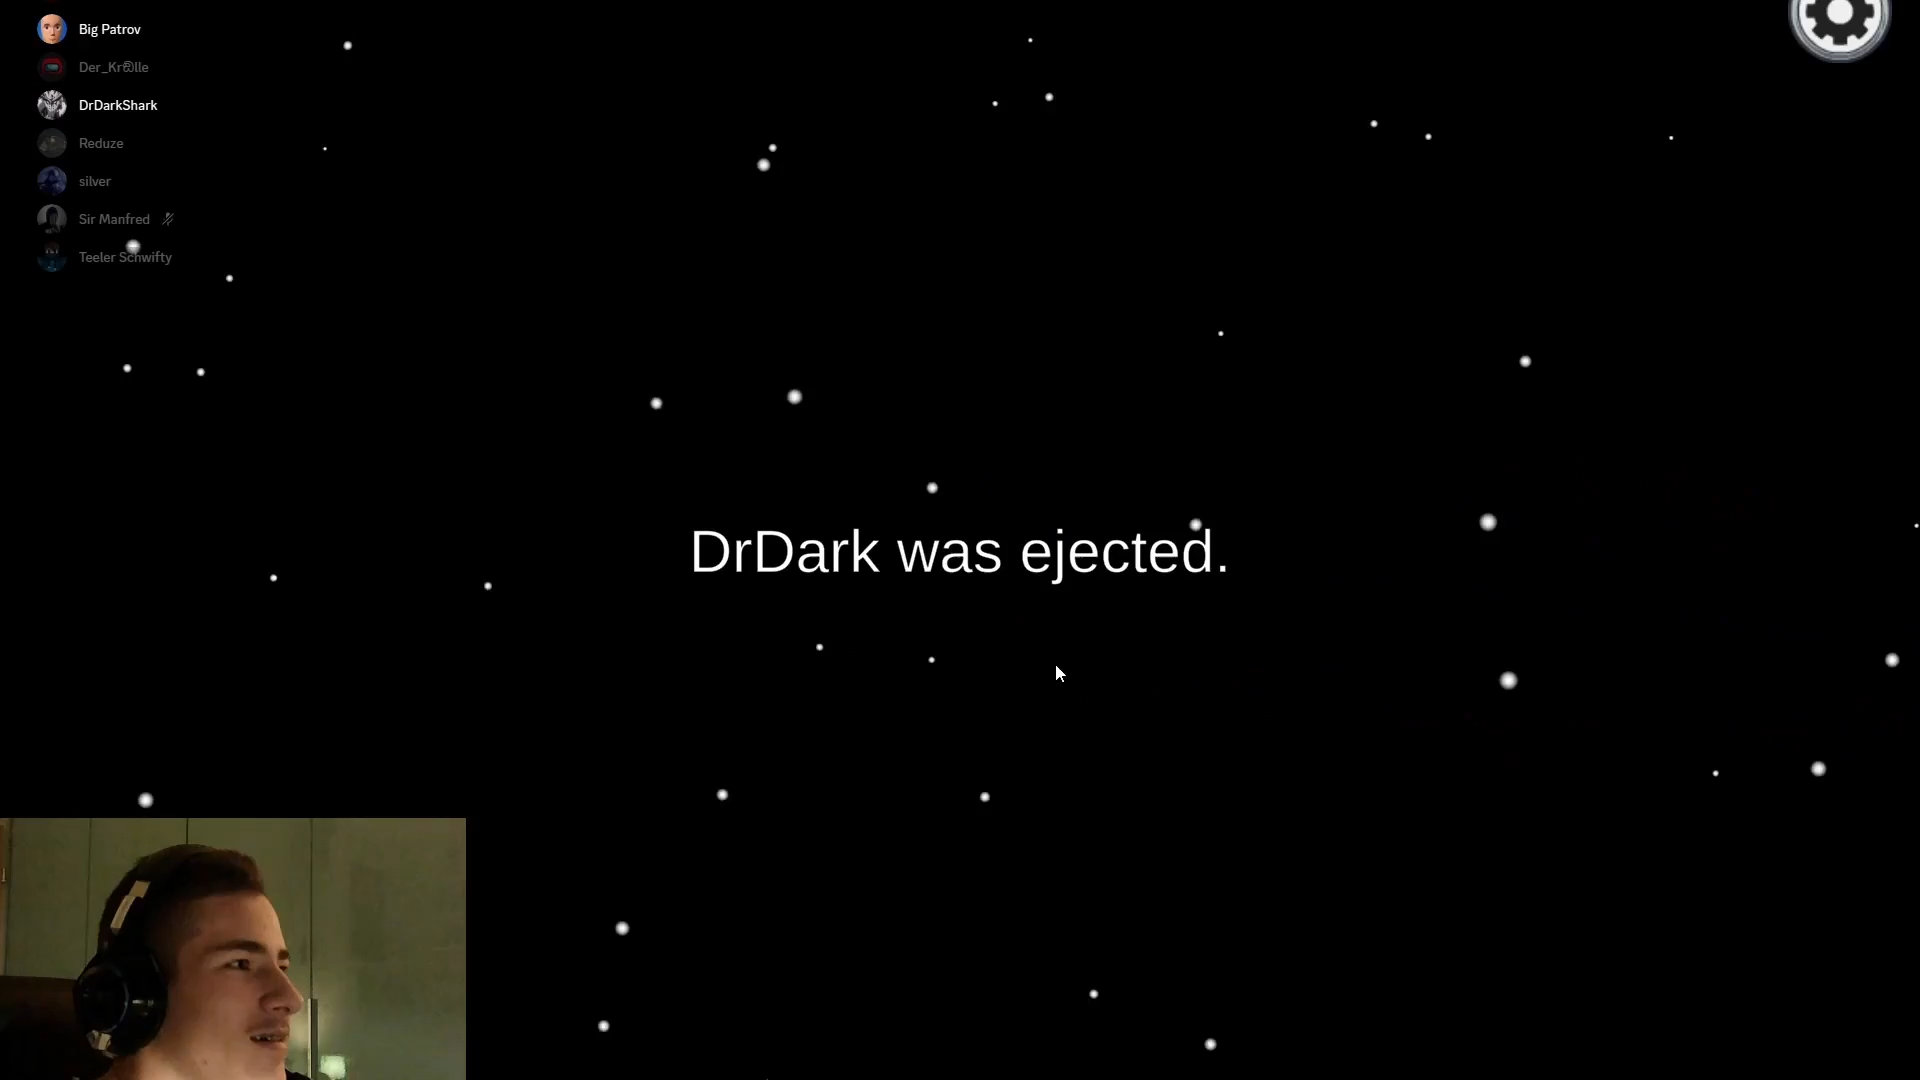 Big Patrov
Der_Kr@lle
DrDarkShark
Reduze
silver
Sir Manfred
Teeler Schwifty
DrDark was ejected.